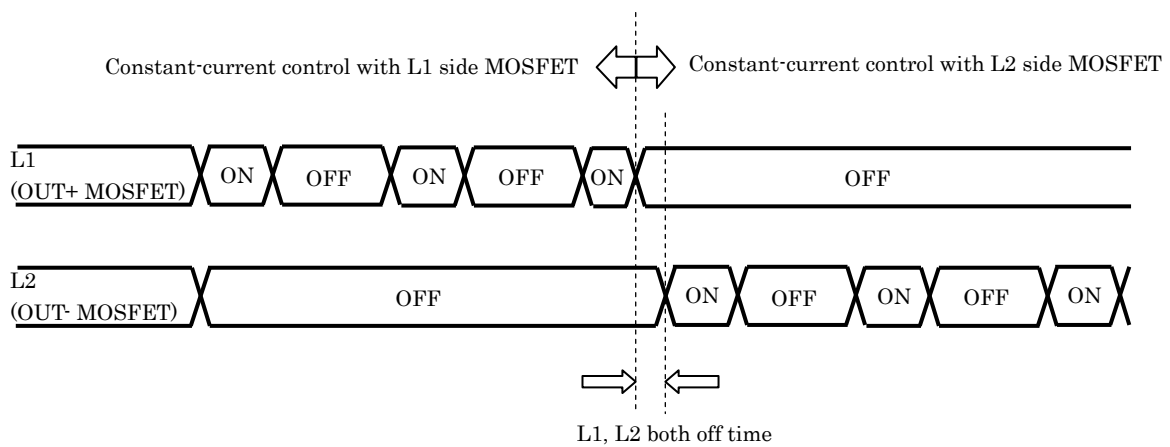 Constant-current control with L1 side MOSFET
Constant-current control with L2 side MOSFET
L1
(OUT+ MOSFET)
ON
OFF
ON
OFF
ON
OFF
L2
(OUT- MOSFET)
OFF
ON
OFF
ON
OFF
ON
L1, L2 both off time